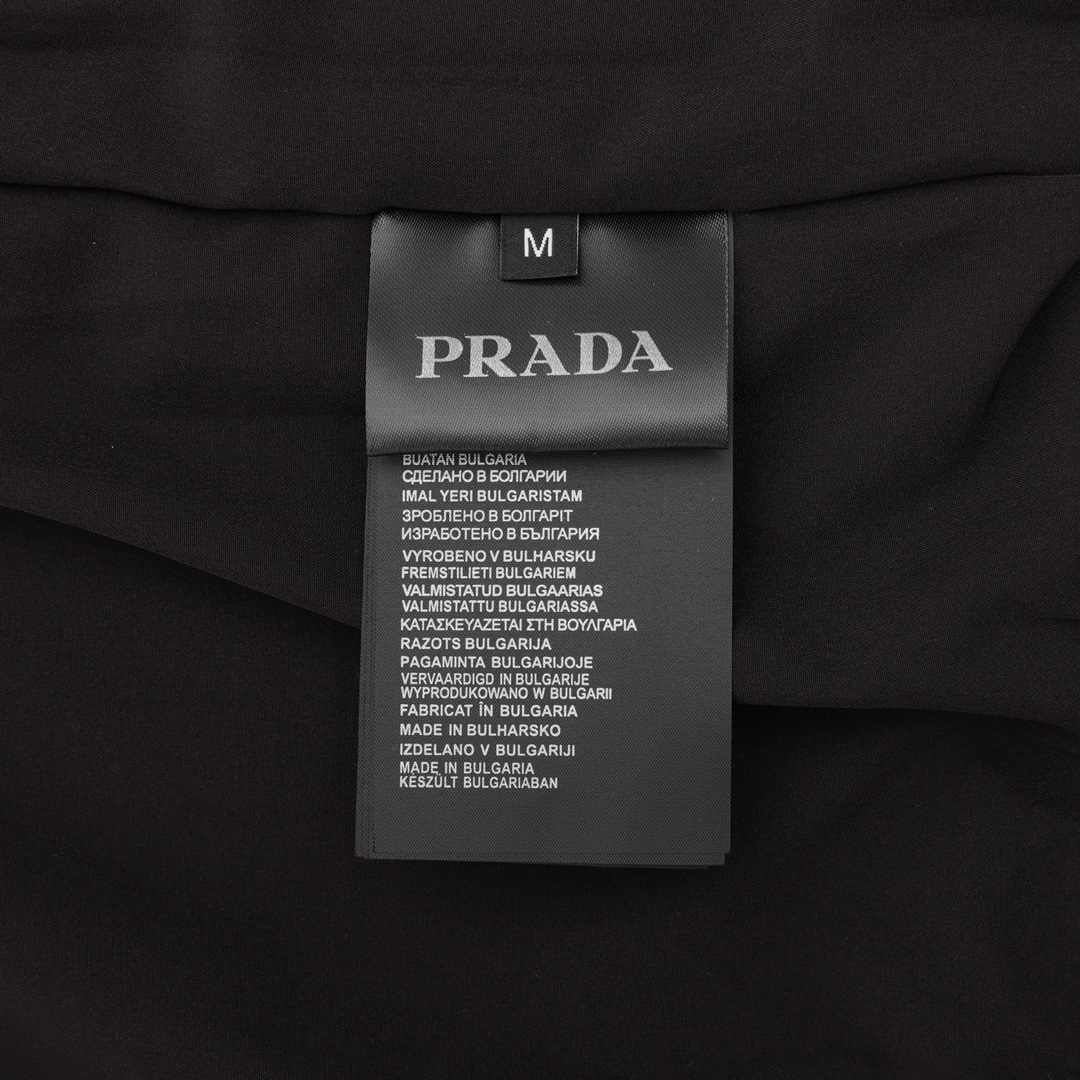 M
PRADA
BUATAN BULGARIA
СДЕЛАНО В БОЛГАРИИ
IMAL YERI BULGARISTAM
ЗРОБЛЕНО В БОЛГАРІТ
ИЗРАБОТЕНО В БЪЛГАРИЯ
VYROBENO V BULHARSKU
FREMSTILIETI BULGARIEM
VALMISTATUD BULGAARIAS
VALMISTATTU BULGARIASSA
ΚΑΤΑΣΚΕΥΑΖΕΤΑΙ ΣΤΗ ΒΟΥΛΓΑΡΙΑ
RAZOTS BULGARIJA
PAGAMINTA BULGARIJOJE
VERVAARDIGD IN BULGARIJE
WYPRODUKOWANO W BULGARII
FABRICAT ÎN BULGARIA
MADE IN BULHARSKO
IZDELANO V BULGARIJI
MADE IN BULGARIA
KÉSZÜLT BULGARIABAN